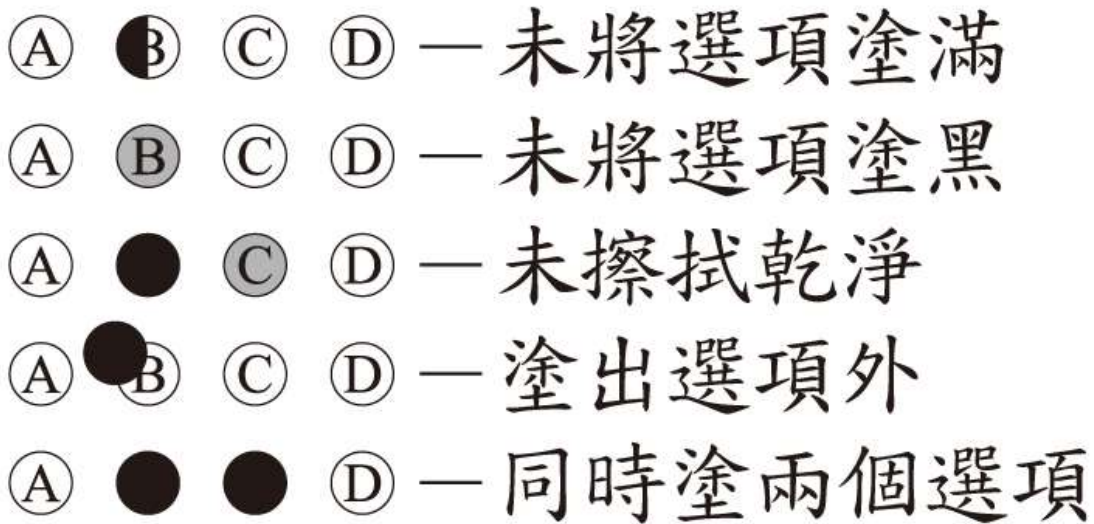 Ⓐ Ⓑ Ⓒ Ⓓ — 未將選項塗滿
Ⓐ Ⓑ Ⓒ Ⓓ — 未將選項塗黑
Ⓐ ● Ⓒ Ⓓ — 未擦拭乾淨
Ⓐ Ⓑ Ⓒ Ⓓ — 塗出選項外
Ⓐ ● ● Ⓓ — 同時塗兩個選項